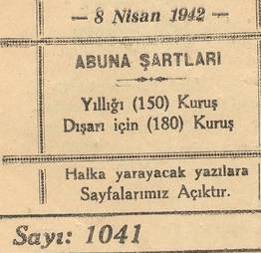 — 8 Nisan 1942 —
ABUNA ŞARTLARI
Yıllığı (150) Kuruş
Dışarı için (180) Kuruş
Halka yarayacak yazılara
Sayfalarımız Açıktır.
Sayı: 1041